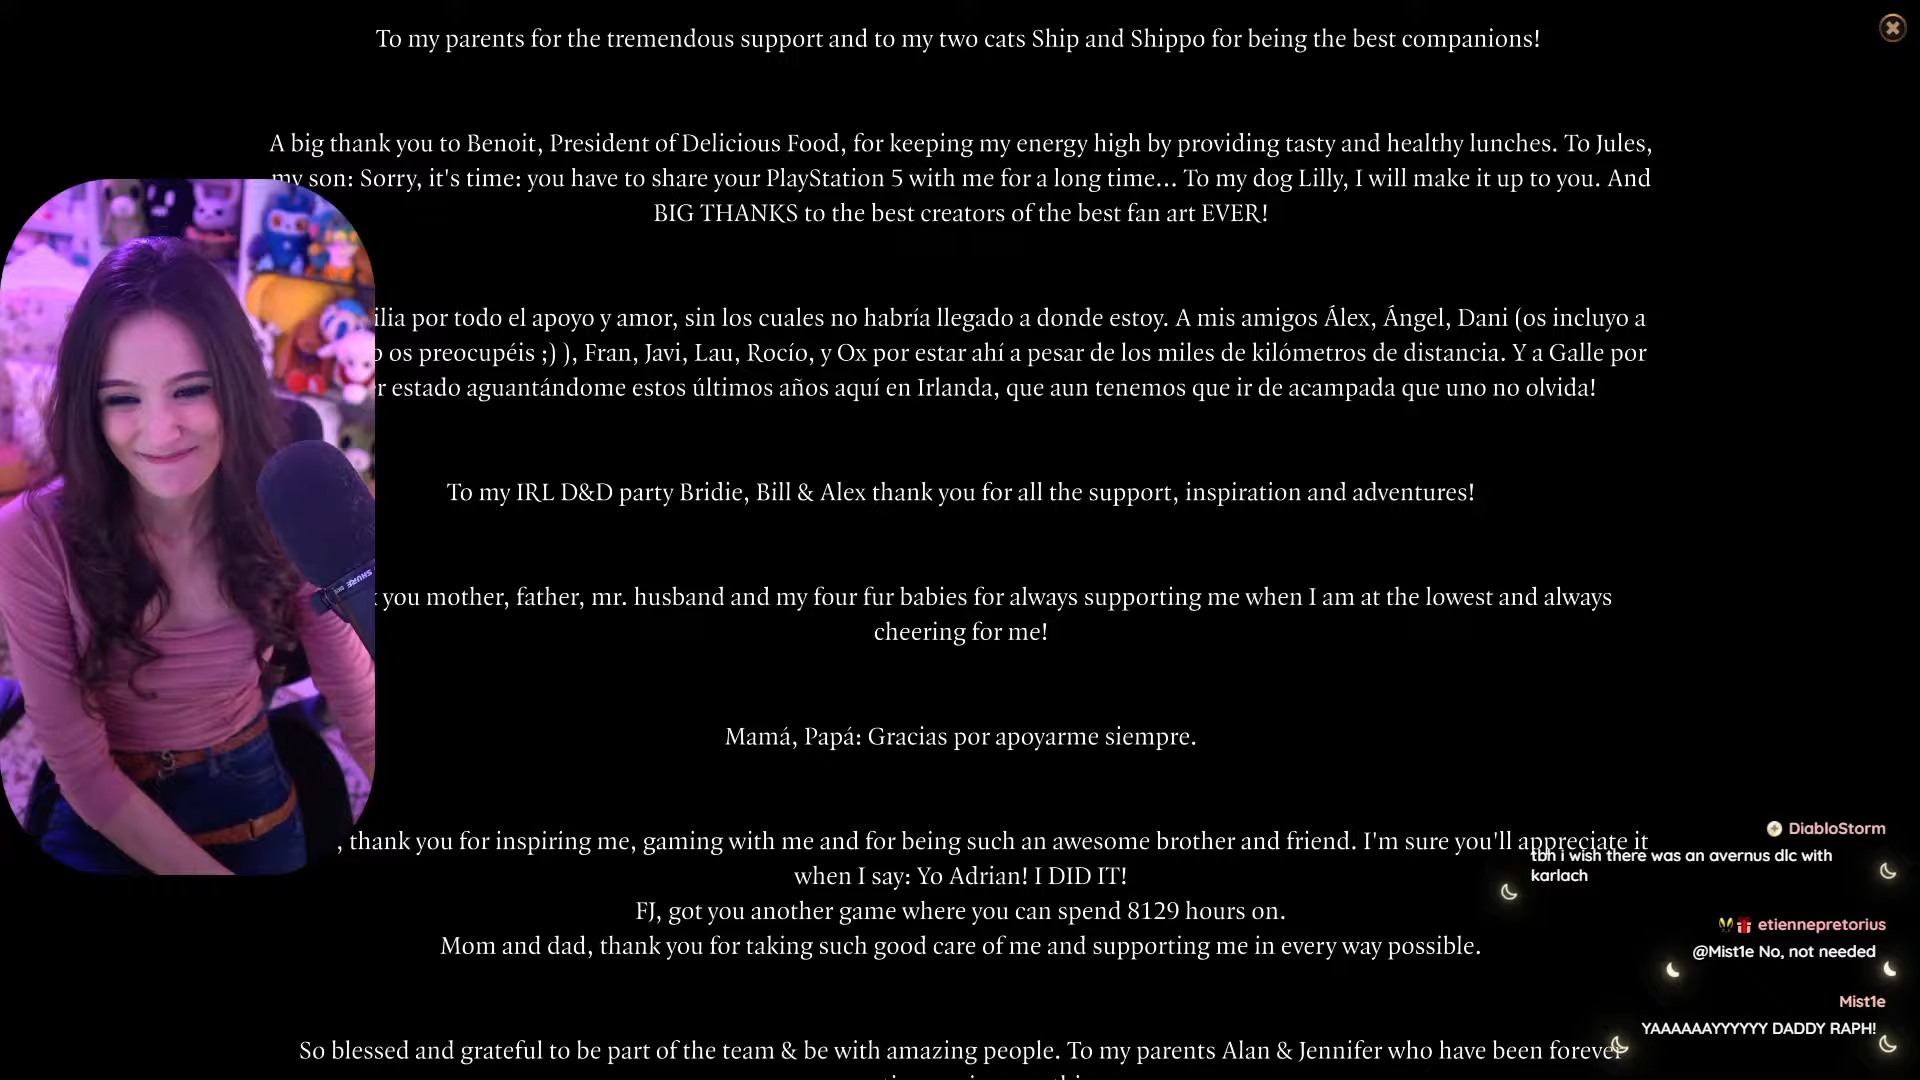 To my parents for the tremendous support and to my two cats Ship and Shippo for being the best companions!
A big thank you to Benoit, President of Delicious Food, for keeping my energy high by providing tasty and healthy lunches. To Jules,
my son: Sorry, it's time: you have to share your PlayStation 5 with me for a long time... To my dog Lilly, I will make it up to you. And
BIG THANKS to the best creators of the best fan art EVER!
ilia por todo el apoyo y amor, sin los cuales no habría llegado a donde estoy. A mis amigos Álex, Ángel, Dani (os incluyo a
os preocupéis ;) ), Fran, Javi, Lau, Rocío, y Ox por estar ahí a pesar de los miles de kilómetros de distancia. Y a Galle por
r estado aguantándome estos últimos años aquí en Irlanda, que aun tenemos que ir de acampada que uno no olvida!
To my IRL D&D party Bridie, Bill & Alex thank you for all the support, inspiration and adventures!
you mother, father, mr. husband and my four fur babies for always supporting me when I am at the lowest and always
cheering for me!
SHURE
Mamá, Papá: Gracias por apoyarme siempre.
, thank you for inspiring me, gaming with me and for being such an awesome brother and friend. I'm sure you'll appreciate it
when I say: Yo Adrian! I DID IT!
FJ, got you another game where you can spend 8129 hours on.
Mom and dad, thank you for taking such good care of me and supporting me in every way possible.
So blessed and grateful to be part of the team & be with amazing people. To my parents Alan & Jennifer who have been forever
DiabloStorm
tbh i wish there was an avernus dlc with
karlach
etiennepretorius
@Mist1e No, not needed
Mist1e
YAAAAAAYYYYYY DADDY RAPH!